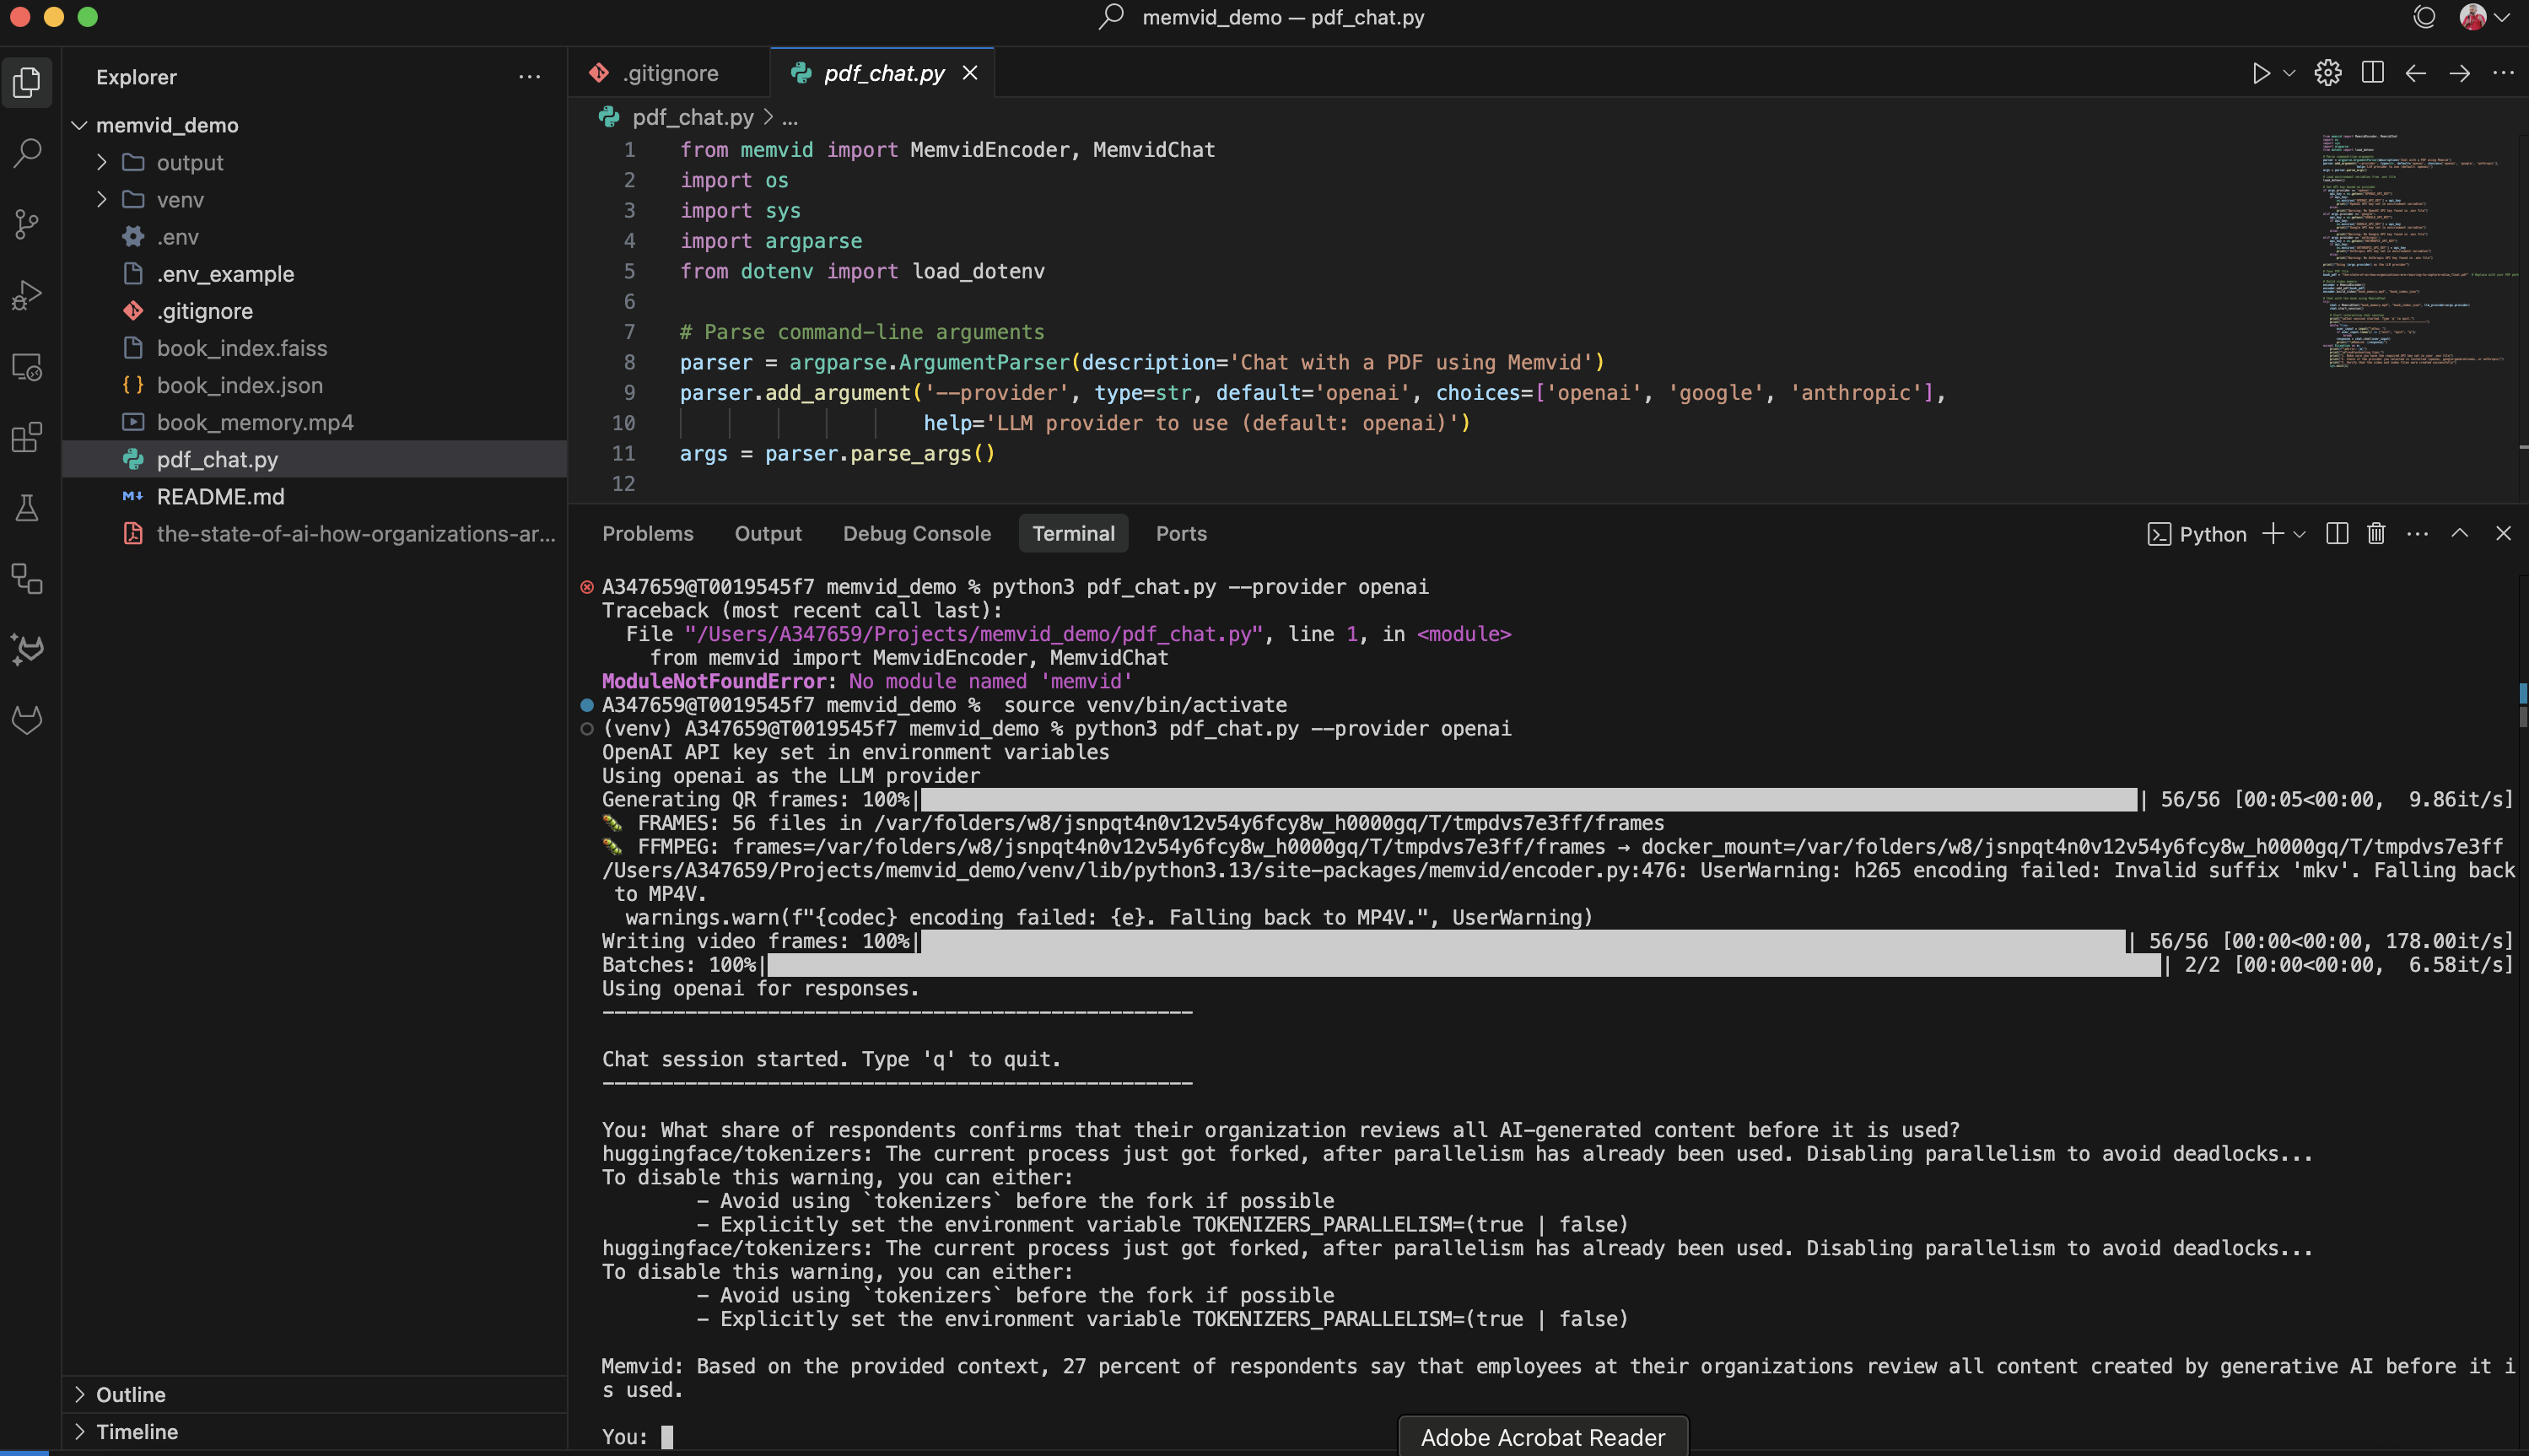 memvid_demo — pdf_chat.py
Explorer
memvid_demo
output
venv
.env
.env_example
.gitignore
book_index.faiss
book_index.json
book_memory.mp4
pdf_chat.py
README.md
the-state-of-ai-how-organizations-ar...
Outline
Timeline
.gitignore
pdf_chat.py
pdf_chat.py > ...
1 from memvid import MemvidEncoder, MemvidChat
2 import os
3 import sys
4 import argparse
5 from dotenv import load_dotenv
6
7 # Parse command-line arguments
8 parser = argparse.ArgumentParser(description='Chat with a PDF using Memvid')
9 parser.add_argument('--provider', type=str, default='openai', choices=['openai', 'google', 'anthropic'],
10 help='LLM provider to use (default: openai)')
11 args = parser.parse_args()
12
Problems Output Debug Console Terminal Ports
Python
A347659@T0019545f7 memvid_demo % python3 pdf_chat.py --provider openai
Traceback (most recent call last):
File "/Users/A347659/Projects/memvid_demo/pdf_chat.py", line 1, in <module>
from memvid import MemvidEncoder, MemvidChat
ModuleNotFoundError: No module named 'memvid'
A347659@T0019545f7 memvid_demo % source venv/bin/activate
(venv) A347659@T0019545f7 memvid_demo % python3 pdf_chat.py --provider openai
OpenAI API key set in environment variables
Using openai as the LLM provider
Generating QR frames: 100%| | 56/56 [00:05<00:00, 9.86it/s]
🐛 FRAMES: 56 files in /var/folders/w8/jsnpqt4n0v12v54y6fcy8w_h0000gq/T/tmpdvs7e3ff/frames
🐛 FFMPEG: frames=/var/folders/w8/jsnpqt4n0v12v54y6fcy8w_h0000gq/T/tmpdvs7e3ff/frames → docker_mount=/var/folders/w8/jsnpqt4n0v12v54y6fcy8w_h0000gq/T/tmpdvs7e3ff
/Users/A347659/Projects/memvid_demo/venv/lib/python3.13/site-packages/memvid/encoder.py:476: UserWarning: h265 encoding failed: Invalid suffix 'mkv'. Falling back
to MP4V.
warnings.warn(f"{codec} encoding failed: {e}. Falling back to MP4V.", UserWarning)
Writing video frames: 100%| | 56/56 [00:00<00:00, 178.00it/s]
Batches: 100%| | 2/2 [00:00<00:00, 6.58it/s]
Using openai for responses.
--------------------------------------------------
Chat session started. Type 'q' to quit.
--------------------------------------------------
You: What share of respondents confirms that their organization reviews all AI-generated content before it is used?
huggingface/tokenizers: The current process just got forked, after parallelism has already been used. Disabling parallelism to avoid deadlocks...
To disable this warning, you can either:
- Avoid using `tokenizers` before the fork if possible
- Explicitly set the environment variable TOKENIZERS_PARALLELISM=(true | false)
huggingface/tokenizers: The current process just got forked, after parallelism has already been used. Disabling parallelism to avoid deadlocks...
To disable this warning, you can either:
- Avoid using `tokenizers` before the fork if possible
- Explicitly set the environment variable TOKENIZERS_PARALLELISM=(true | false)
Memvid: Based on the provided context, 27 percent of respondents say that employees at their organizations review all content created by generative AI before it i
s used.
You:
Adobe Acrobat Reader